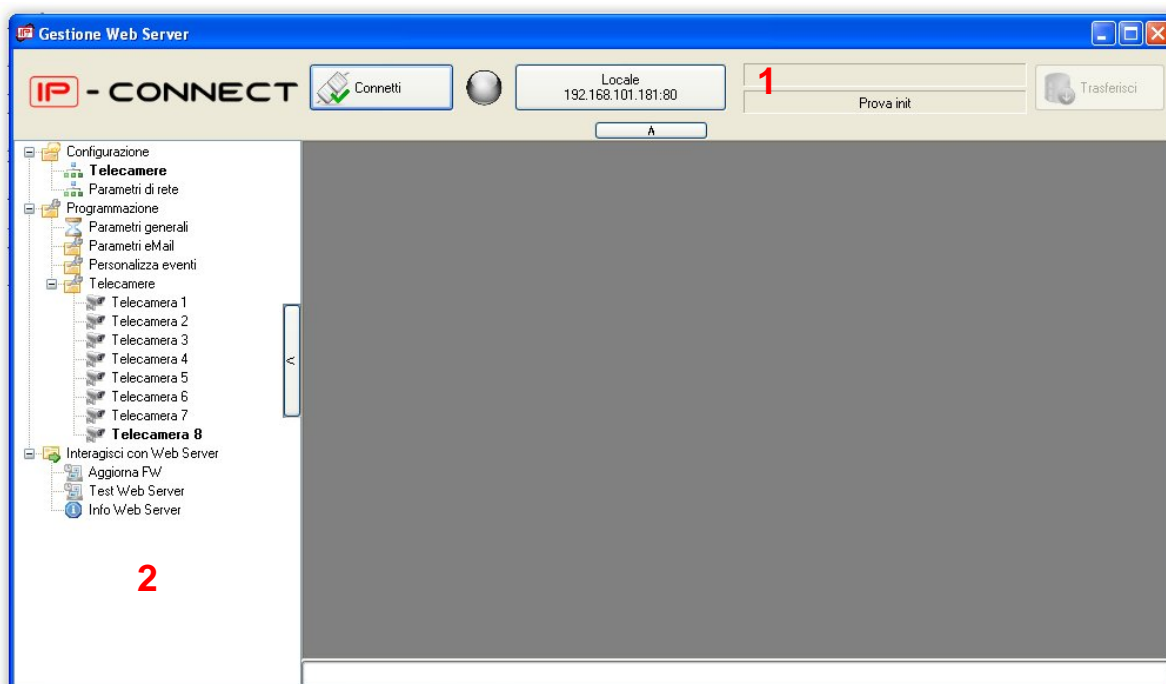 Gestione Web Server
IP - CONNECT
Connetti
Locale
192.168.101.181:80
1
Prova init
Trasferisci
Configurazione
Telecamere
Parametri di rete
Programmazione
Parametri generali
Parametri eMail
Personalizza eventi
Telecamere
Telecamera 1
Telecamera 2
Telecamera 3
Telecamera 4
Telecamera 5
Telecamera 6
Telecamera 7
Telecamera 8
Interagisci con Web Server
Aggiorna FW
Test Web Server
Info Web Server
2